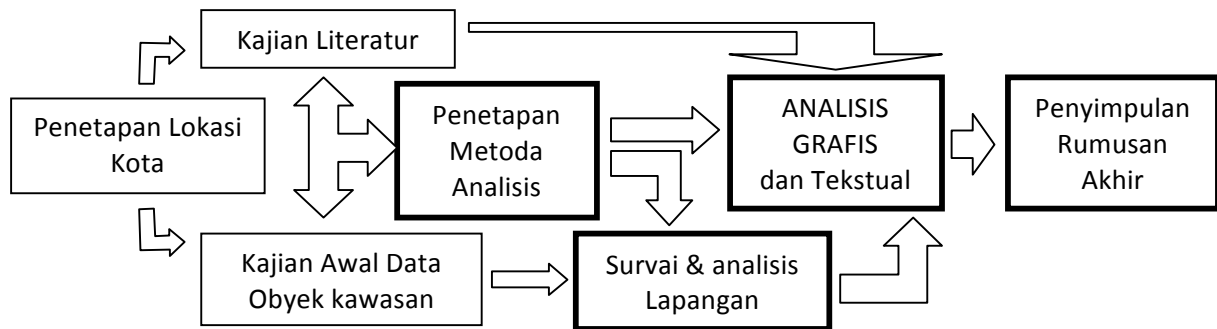 Kajian Literatur
Penetapan Lokasi
Kota
Penetapan
Metoda
Analisis
ANALISIS
GRAFIS
dan Tekstual
Penyimpulan
Rumusan
Akhir
Kajian Awal Data
Obyek kawasan
Survai & analisis
Lapangan